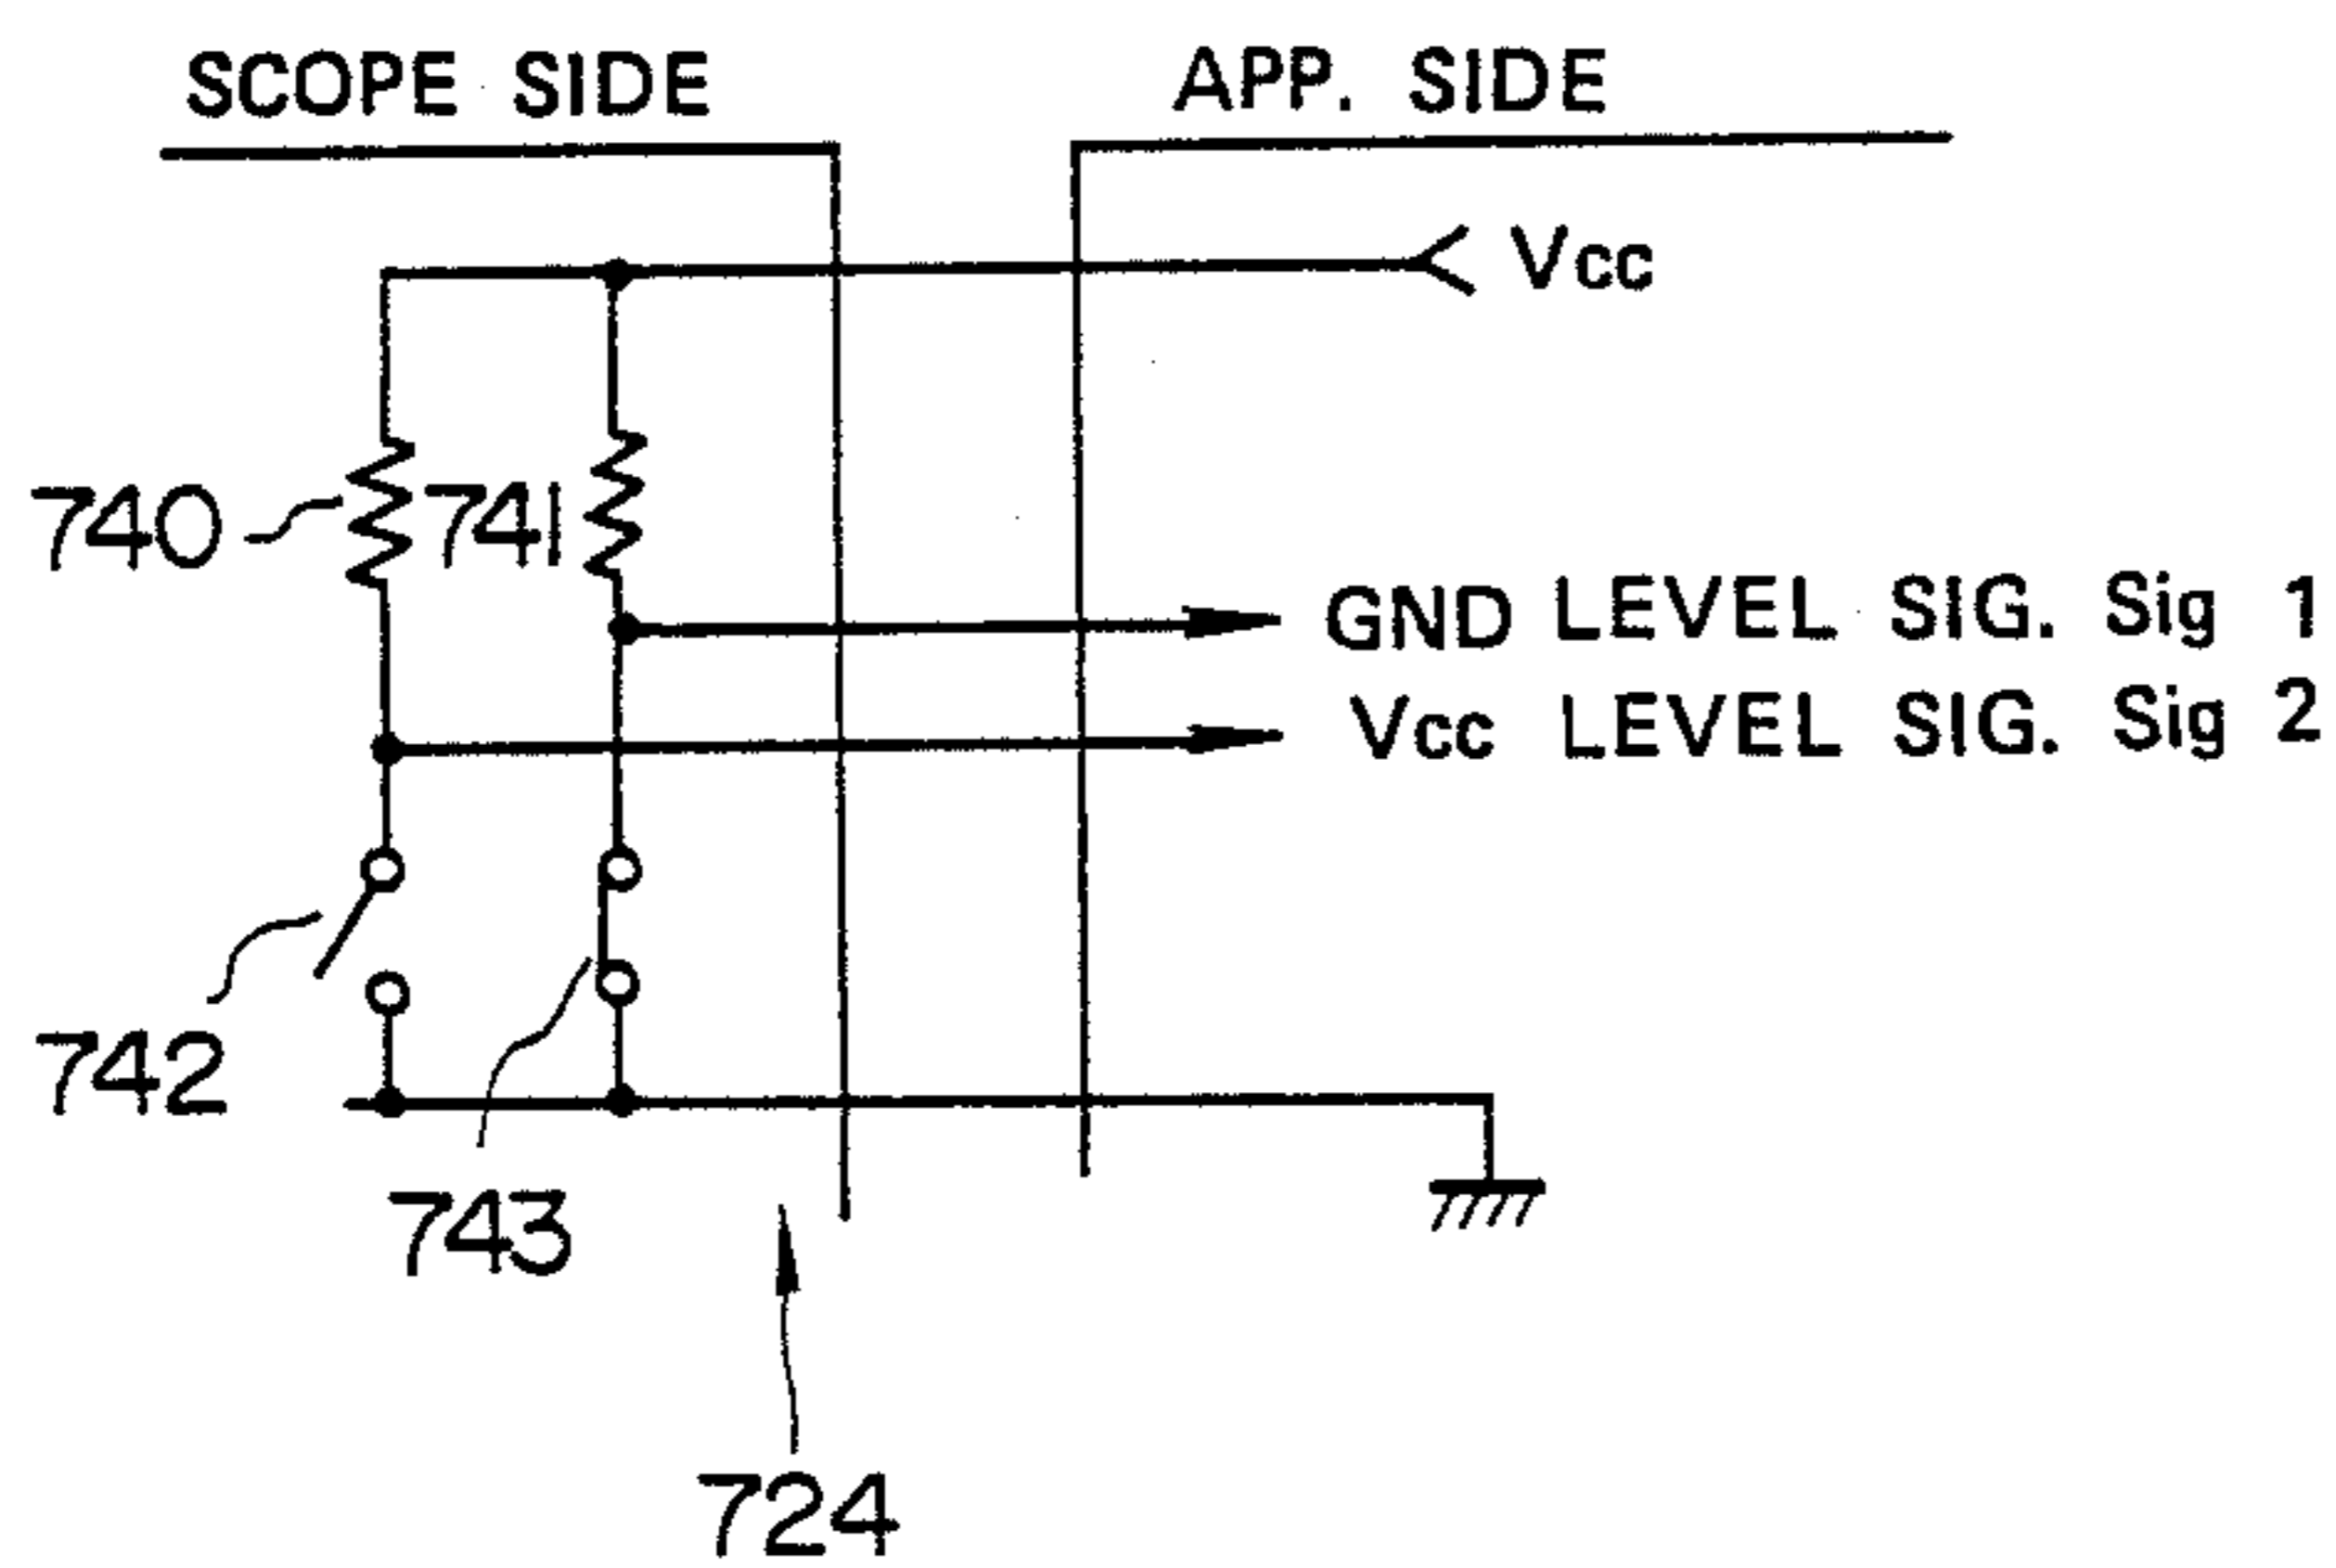 SCOPE SIDE
APP. SIDE
Vcc
740
741
GND LEVEL SIG. Sig 1
Vcc LEVEL SIG. Sig 2
742
743
724